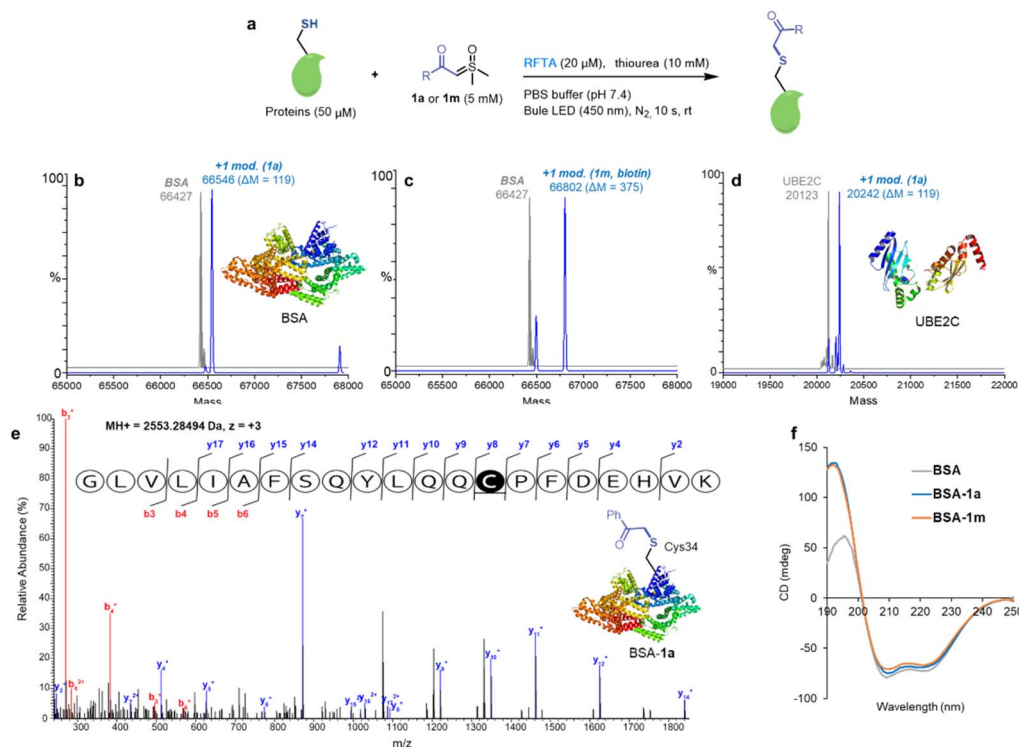 a
SH
Proteins (50 µM)
+
O
R
O
S
1a or 1m (5 mM)
RFTA (20 µM), thiourea (10 mM)
PBS buffer (pH 7.4)
Bule LED (450 nm), N2, 10 s, rt
O
R
S
b
100
%
0
BSA
66427
+1 mod. (1a)
66546 (ΔM = 119)
BSA
65000 65500 66000 66500 67000 67500 68000
Mass
c
100
%
0
BSA
66427
+1 mod. (1m, biotin)
66802 (ΔM = 375)
65000 65500 66000 66500 67000 67500 68000
Mass
d
100
%
0
UBE2C
20123
+1 mod. (1a)
20242 (ΔM = 119)
UBE2C
19000 19500 20000 20500 21000 21500 22000
Mass
e
MH+ = 2553.28494 Da, z = +3
y17 y16 y15 y14 y12 y11 y10 y9 y8 y7 y6 y5 y4 y2
G L V L I A F S Q Y L Q Q C P F D E H V K
b3 b4 b5 b6
Relative Abundance (%)
100
90
80
70
60
50
40
30
20
10
0
Ph
O
S
Cys34
BSA-1a
200 300 400 500 600 700 800 900 1000 1100 1200 1300 1400 1500 1600 1700 1800
m/z
f
BSA
BSA-1a
BSA-1m
CD (mdeg)
150
100
50
0
-50
-100
190 200 210 220 230 240 250
Wavelength (nm)